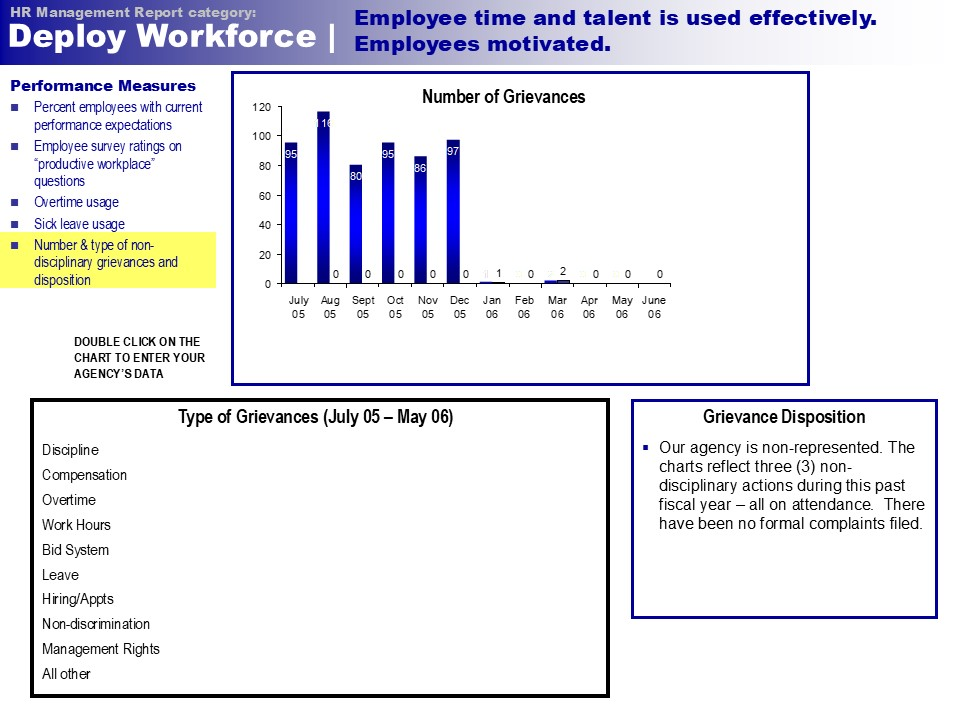 HR Management Report category:
Deploy Workforce |
Employee time and talent is used effectively.
Employees motivated.
Performance Measures
Percent employees with current
performance expectations
Employee survey ratings on
“productive workplace”
questions
Overtime usage
Sick leave usage
Number & type of non-
disciplinary grievances and
disposition
DOUBLE CLICK ON THE
CHART TO ENTER YOUR
AGENCY’S DATA
Number of Grievances
120
100
80
60
40
20
0
95 116 80 95 86 97
0 0 0 0 0 1 0 2 0 0 0
July Aug Sept Oct Nov Dec Jan Feb Mar Apr May June
05 05 05 05 05 05 06 06 06 06 06 06
Type of Grievances (July 05 – May 06)
Discipline
Compensation
Overtime
Work Hours
Bid System
Leave
Hiring/Appts
Non-discrimination
Management Rights
All other
Grievance Disposition
Our agency is non-represented. The
charts reflect three (3) non-
disciplinary actions during this past
fiscal year – all on attendance.  There
have been no formal complaints filed.